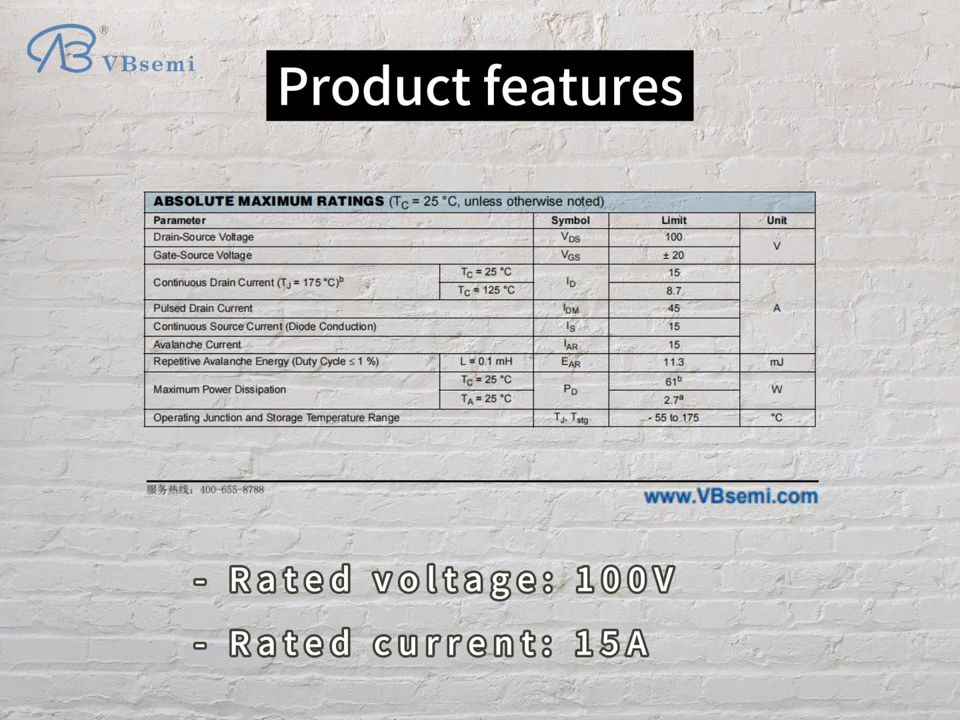 VBsemi®
Product features
ABSOLUTE MAXIMUM RATINGS (TC = 25 °C, unless otherwise noted)
Parameter Symbol Limit Unit
Drain-Source Voltage VDS 100 V
Gate-Source Voltage VGS ± 20
Continuous Drain Current (TJ = 175 °C)b TC = 25 °C ID 15 A
TC = 125 °C 8.7
Pulsed Drain Current IDM 45
Continuous Source Current (Diode Conduction) IS 15
Avalanche Current IAR 15
Repetitive Avalanche Energy (Duty Cycle ≤ 1 %) L = 0.1 mH EAR 11.3 mJ
Maximum Power Dissipation TC = 25 °C PD 61b W
TA = 25 °C 2.7a
Operating Junction and Storage Temperature Range TJ, Tstg - 55 to 175 °C
服务热线：400-655-8788
www.VBsemi.com
- Rated voltage: 100V
- Rated current: 15A